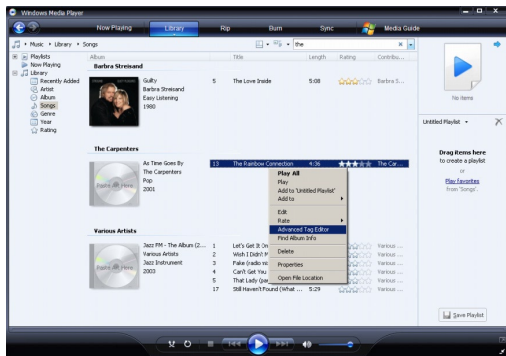 Windows Media Player
Now Playing Library Rip Burn Sync Media Guide
Music Library Songs the
Playlists
Now Playing
Library
Recently Added
Artist
Album
Songs
Genre
Year
Rating
Album Title Length Rating Contribu...
Barbra Streisand
Guilty 5 The Love Inside 5:08 Barbra S...
Barbra Streisand
Easy Listening
1980
The Carpenters
As Time Goes By 13 The Rainbow Connection 4:36 The Car...
The Carpenters
Pop
2001
Paste Art Here
Various Artists
Jazz FM - The Album (2... 1 Let's Get It On Various ...
Various Artists 2 Wish I Didn't M Various ...
Jazz Instrument 3 Fake (radio mi Various ...
2003 4 Can't Get You Various ...
5 That Lady (par Various ...
17 Still Haven't Found (What ... 5:29 Various ...
Paste Art Here
Play All
Play
Add to 'Untitled Playlist'
Add to
Edit
Rate
Advanced Tag Editor
Find Album Info
Delete
Properties
Open File Location
No items
Untitled Playlist
Drag items here
to create a playlist
or
Play favorites
from 'Songs'.
Save Playlist